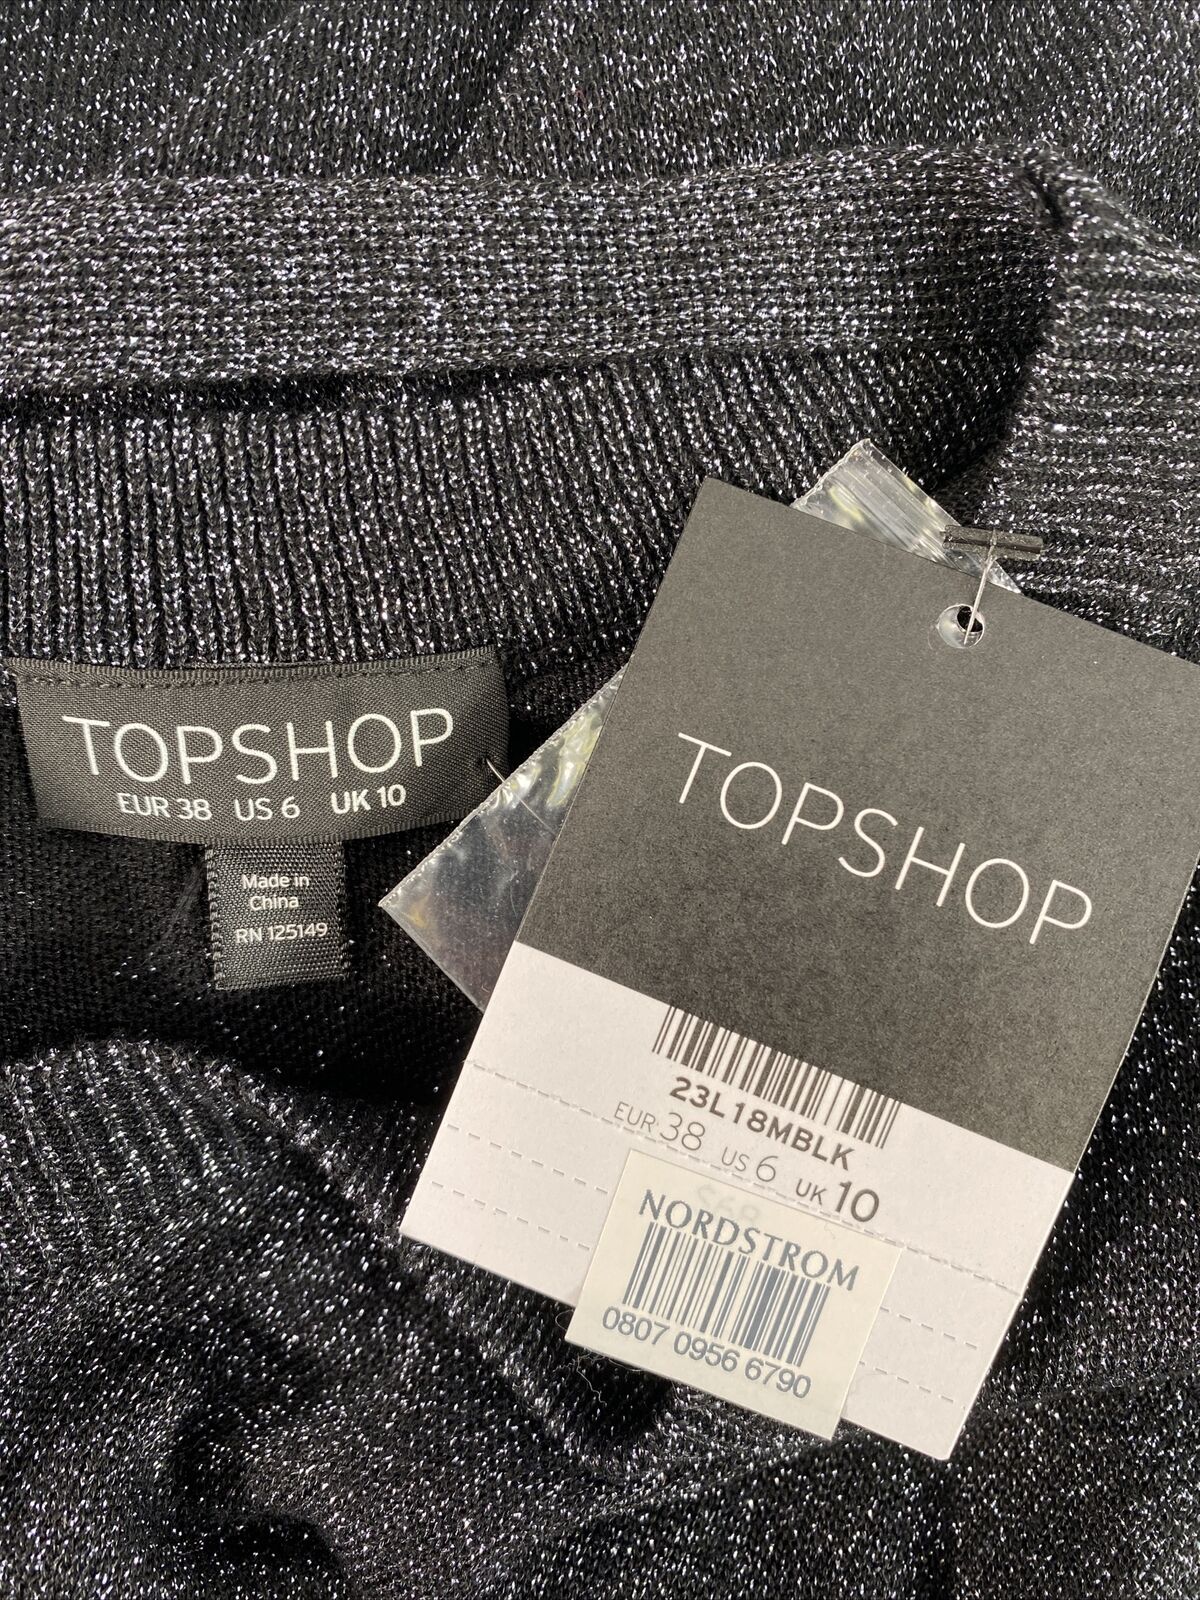 TOPSHOP
EUR 38 US 6 UK 10
Made in
China
RN 125149
TOPSHOP
23L18MBLK
EUR 38 US 6 UK 10
NORDSTROM
0807 0956 6790